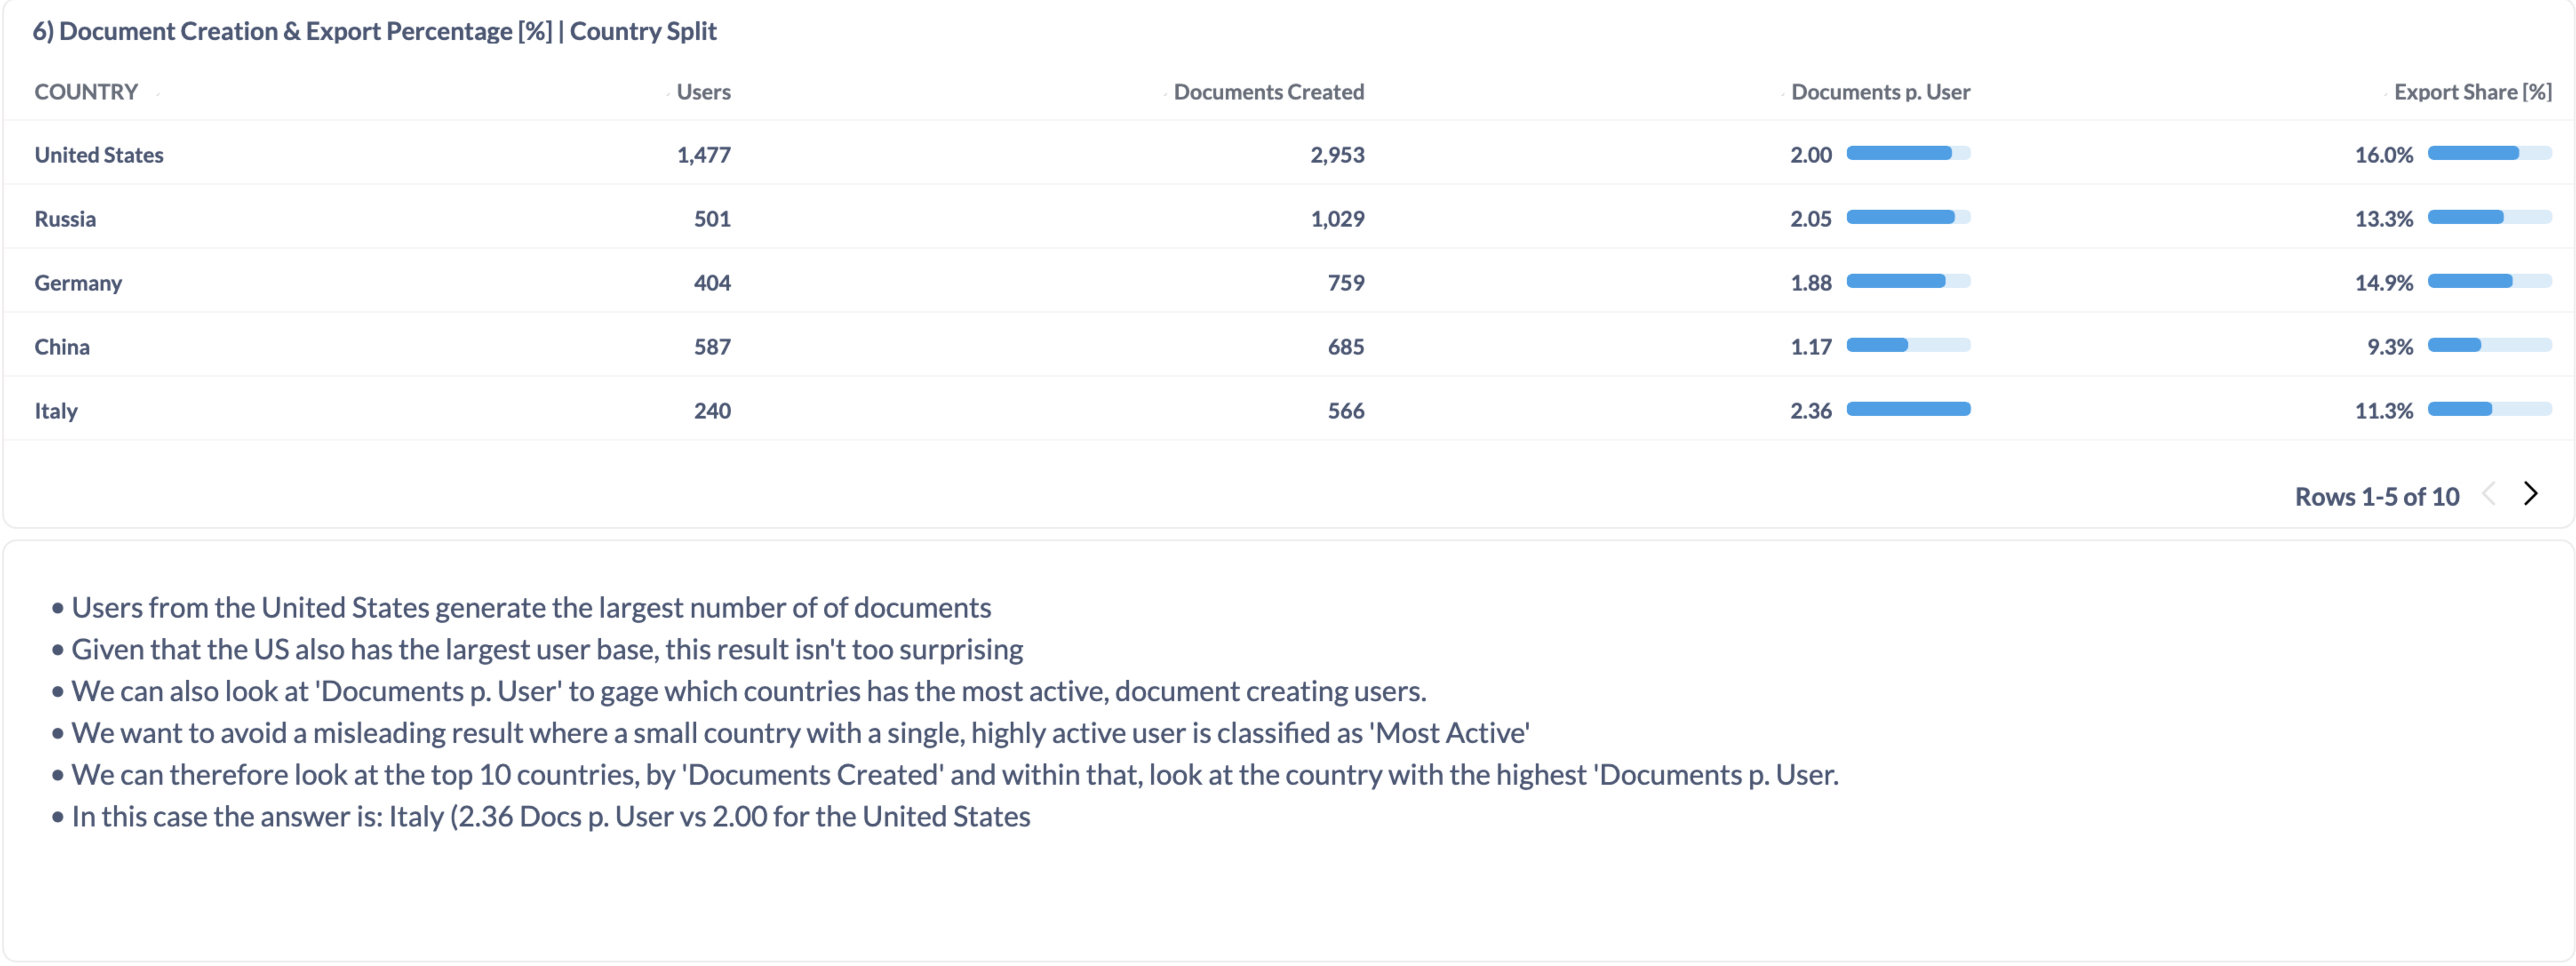 6) Document Creation & Export Percentage [%] | Country Split
COUNTRY Users Documents Created Documents p. User Export Share [%]
United States 1,477 2,953 2.00 16.0%
Russia 501 1,029 2.05 13.3%
Germany 404 759 1.88 14.9%
China 587 685 1.17 9.3%
Italy 240 566 2.36 11.3%
Rows 1-5 of 10
• Users from the United States generate the largest number of of documents
• Given that the US also has the largest user base, this result isn't too surprising
• We can also look at 'Documents p. User' to gage which countries has the most active, document creating users.
• We want to avoid a misleading result where a small country with a single, highly active user is classified as 'Most Active'
• We can therefore look at the top 10 countries, by 'Documents Created' and within that, look at the country with the highest 'Documents p. User.
• In this case the answer is: Italy (2.36 Docs p. User vs 2.00 for the United States